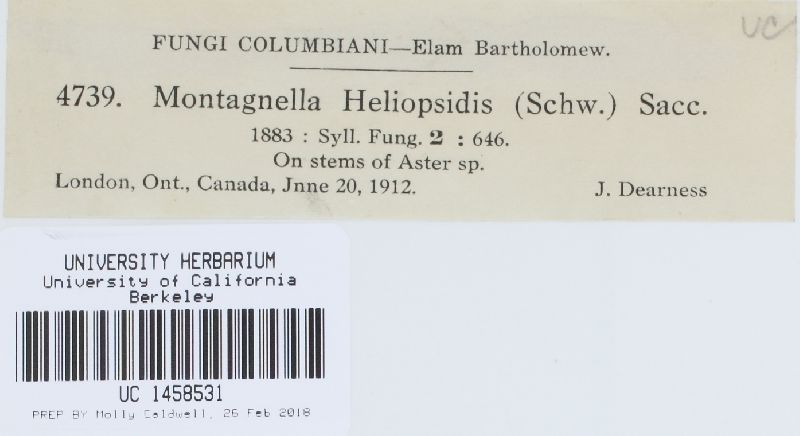 UC
FUNGI COLUMBIANI—Elam Bartholomew.
4739. Montagnella Heliopsidis (Schw.) Sacc.
1883 : Syll. Fung. 2 : 646.
On stems of Aster sp.
London, Ont., Canada, Jnne 20, 1912. J. Dearness
UNIVERSITY HERBARIUM
University of California
Berkeley
UC 1458531
PREP BY Molly Caldwell, 26 Feb 2018